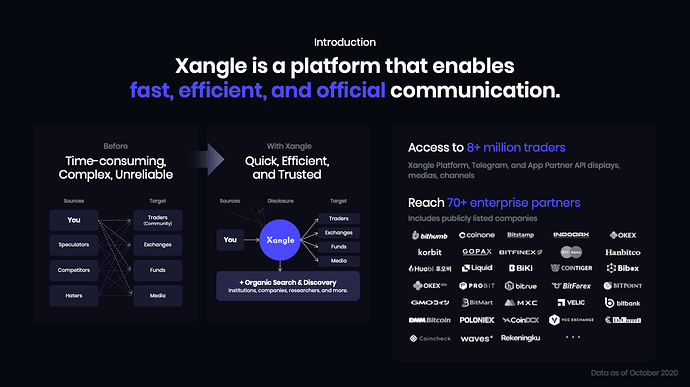 Introduction
Xangle is a platform that enables
fast, efficient, and official communication.
Before
Time-consuming,
Complex, Unreliable
Sources
Target
You
Speculators
Competitors
Haters
Traders
(Community)
Exchanges
Funds
Media
With Xangle
Quick, Efficient,
and Trusted
Sources
Disclosure
Target
You
Xangle
Traders
Exchanges
Funds
Media
+ Organic Search & Discovery
Institutions, companies, researchers, and more.
Access to 8+ million traders
Xangle Platform, Telegram, and App Partner API displays,
medias, channels
Reach 70+ enterprise partners
Includes publicly listed companies
bithumb coinone Bitstamp INDODAX OKEX
korbit GOPAX BITFINEX Hanbitco
Huobi 후오비 Liquid BiKi COINTIGER Bibox
OKEX PROBIT bitrue BitForex BITPOINT
GMOコイン BitMart MXC VELIC bitbank
DMM Bitcoin POLONIEX CoinDCX VCC EXCHANGE
Coincheck waves Rekeningku • • •
Data as of October 2020